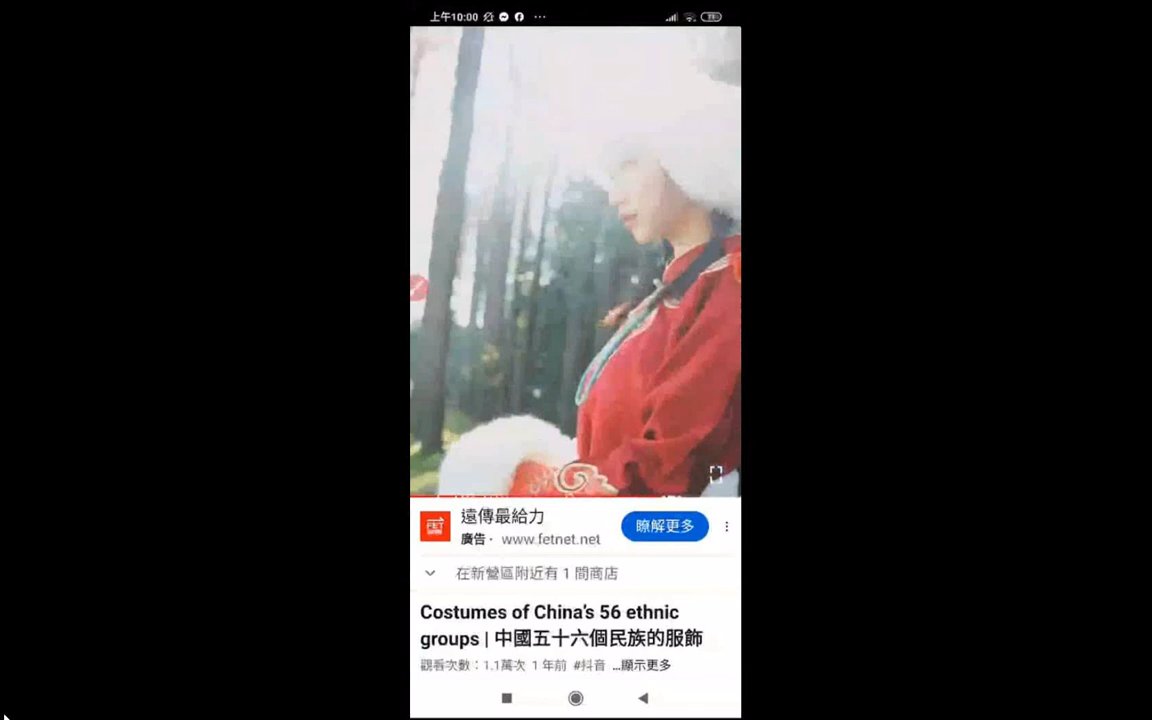 上午10:00
遠傳最給力
廣告 · www.fetnet.net
瞭解更多
在新營區附近有 1 間商店
Costumes of China's 56 ethnic
groups | 中國五十六個民族的服飾
觀看次數：1.1萬次 1 年前 #抖音 ...顯示更多